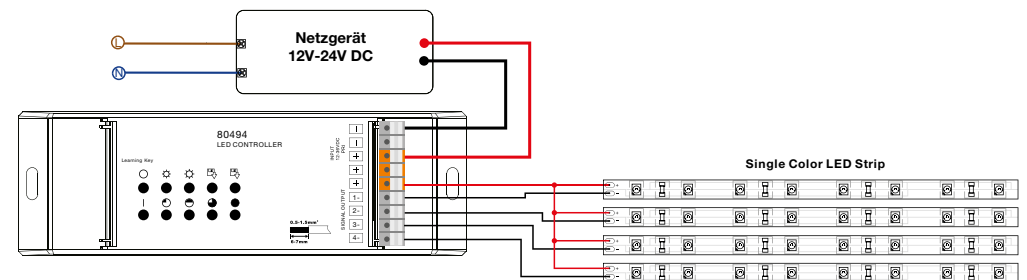 L
N
Netzgerät
12V-24V DC
80494
LED CONTROLLER
Learning Key
INPUT
12-36VDC
PRI
SIGNAL OUTPUT
1-
2-
3-
4-
0.5-1.5mm²
6-7mm
Single Color LED Strip